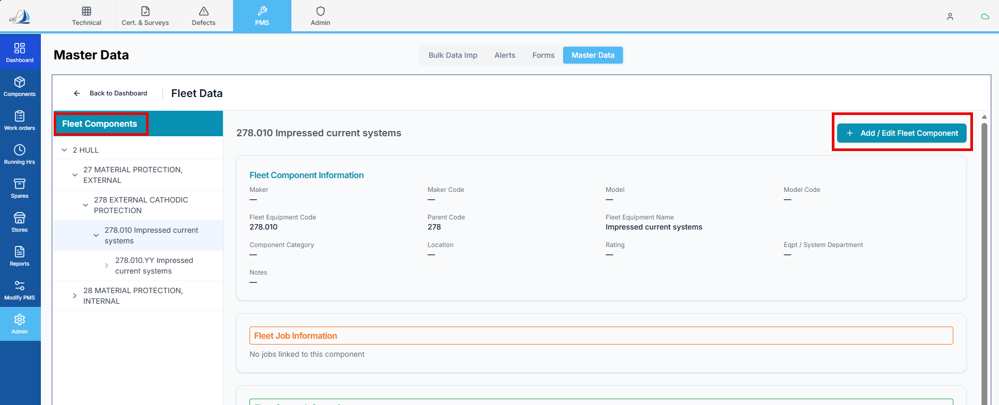 sail
Technical
Cert. & Surveys
Defects
PMS
Admin
Dashboard
Components
Work orders
Running Hrs
Spares
Stores
Reports
Modify PMS
Admin
Master Data
Bulk Data Imp
Alerts
Forms
Master Data
Back to Dashboard
Fleet Data
Fleet Components
2 HULL
27 MATERIAL PROTECTION,
EXTERNAL
278 EXTERNAL CATHODIC
PROTECTION
278.010 Impressed current
systems
278.010.YY Impressed
current systems
28 MATERIAL PROTECTION,
INTERNAL
278.010 Impressed current systems
+ Add / Edit Fleet Component
Fleet Component Information
Maker
—
Maker Code
—
Model
—
Model Code
—
Fleet Equipment Code
278.010
Parent Code
278
Fleet Equipment Name
Impressed current systems
Component Category
—
Location
—
Rating
—
Eqpt / System Department
—
Notes
—
Fleet Job Information
No jobs linked to this component